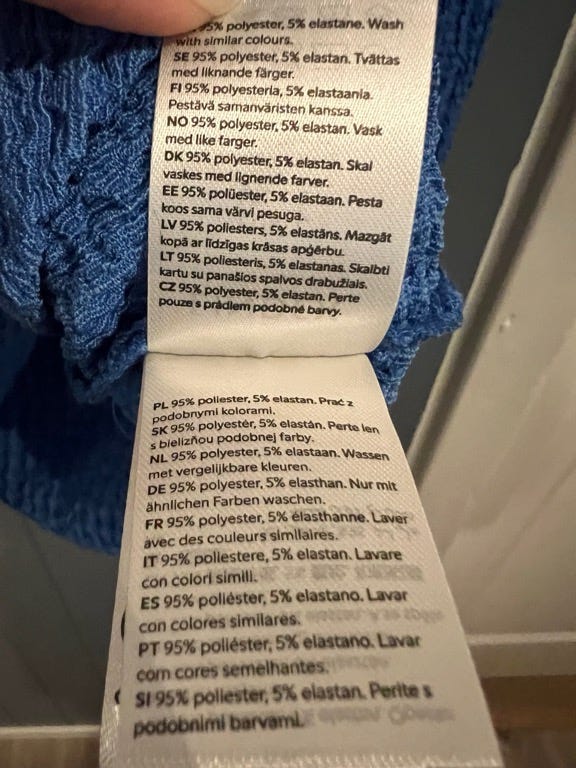 5% polyester, 5% elastane. Wash
with similar colours.
SE 95% polyester, 5% elastan. Tvättas
med liknande färger.
FI 95% polyesteria, 5% elastaania.
Pestävä samanväristen kanssa.
NO 95% polyester, 5% elastan. Vask
med like farger.
DK 95% polyester, 5% elastan. Skal
vaskes med lignende farver.
EE 95% polüester, 5% elastaan. Pesta
koos sama värvi pesuga.
LV 95% poliesters, 5% elastāns. Mazgāt
kopā ar līdzīgas krāsas apģērbu.
LT 95% poliesteris, 5% elastanas. Skalbti
kartu su panašios spalvos drabužiais.
CZ 95% polyester, 5% elastan. Perte
pouze s prádlem podobné barvy.
PL 95% poliester, 5% elastan. Prać z
podobnymi kolorami.
SK 95% polyestér, 5% elastán. Perte len
s bielizňou podobnej farby.
NL 95% polyester, 5% elastaan. Wassen
met vergelijkbare kleuren.
DE 95% polyester, 5% elasthan. Nur mit
ähnlichen Farben waschen.
FR 95% polyester, 5% élasthanne. Laver
avec des couleurs similaires.
IT 95% poliestere, 5% elastan. Lavare
con colori simili.
ES 95% poliéster, 5% elastano. Lavar
con colores similares.
PT 95% poliéster, 5% elastano. Lavar
com cores semelhantes.
SI 95% poliester, 5% elastan. Perite s
podobnimi barvami.